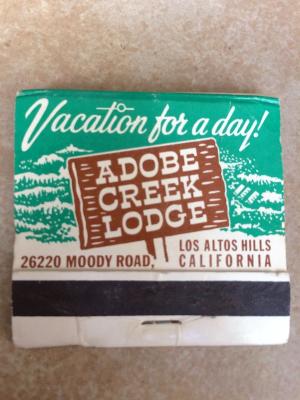 Vacation for a day!
ADOBE
CREEK
LODGE
26220 MOODY ROAD, LOS ALTOS HILLS
CALIFORNIA